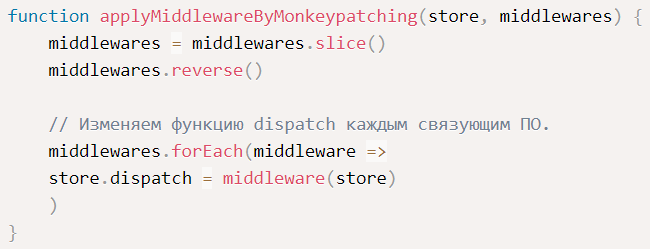 function applyMiddlewareByMonkeypatching(store, middlewares) {
    middlewares = middlewares.slice()
    middlewares.reverse()

    // Изменяем функцию dispatch каждым связующим ПО.
    middlewares.forEach(middleware =>
    store.dispatch = middleware(store)
    )
}